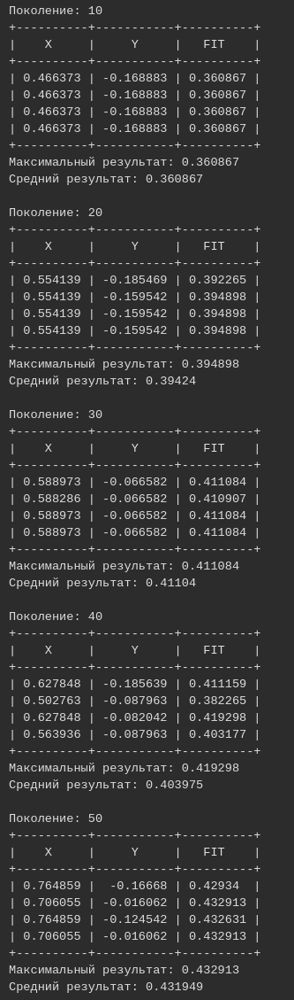 Поколение: 10
+----------+-----------+----------+
|    X     |     Y     |   FIT    |
+----------+-----------+----------+
| 0.466373 | -0.168883 | 0.360867 |
| 0.466373 | -0.168883 | 0.360867 |
| 0.466373 | -0.168883 | 0.360867 |
| 0.466373 | -0.168883 | 0.360867 |
+----------+-----------+----------+
Максимальный результат: 0.360867
Средний результат: 0.360867

Поколение: 20
+----------+-----------+----------+
|    X     |     Y     |   FIT    |
+----------+-----------+----------+
| 0.554139 | -0.185469 | 0.392265 |
| 0.554139 | -0.159542 | 0.394898 |
| 0.554139 | -0.159542 | 0.394898 |
| 0.554139 | -0.159542 | 0.394898 |
+----------+-----------+----------+
Максимальный результат: 0.394898
Средний результат: 0.39424

Поколение: 30
+----------+-----------+----------+
|    X     |     Y     |   FIT    |
+----------+-----------+----------+
| 0.588973 | -0.066582 | 0.411084 |
| 0.588286 | -0.066582 | 0.410907 |
| 0.588973 | -0.066582 | 0.411084 |
| 0.588973 | -0.066582 | 0.411084 |
+----------+-----------+----------+
Максимальный результат: 0.411084
Средний результат: 0.41104

Поколение: 40
+----------+-----------+----------+
|    X     |     Y     |   FIT    |
+----------+-----------+----------+
| 0.627848 | -0.185639 | 0.411159 |
| 0.502763 | -0.087963 | 0.382265 |
| 0.627848 | -0.082042 | 0.419298 |
| 0.563936 | -0.087963 | 0.403177 |
+----------+-----------+----------+
Максимальный результат: 0.419298
Средний результат: 0.403975

Поколение: 50
+----------+-----------+----------+
|    X     |     Y     |   FIT    |
+----------+-----------+----------+
| 0.764859 |  -0.16668 | 0.42934  |
| 0.706055 | -0.016062 | 0.432913 |
| 0.764859 | -0.124542 | 0.432631 |
| 0.706055 | -0.016062 | 0.432913 |
+----------+-----------+----------+
Максимальный результат: 0.432913
Средний результат: 0.431949